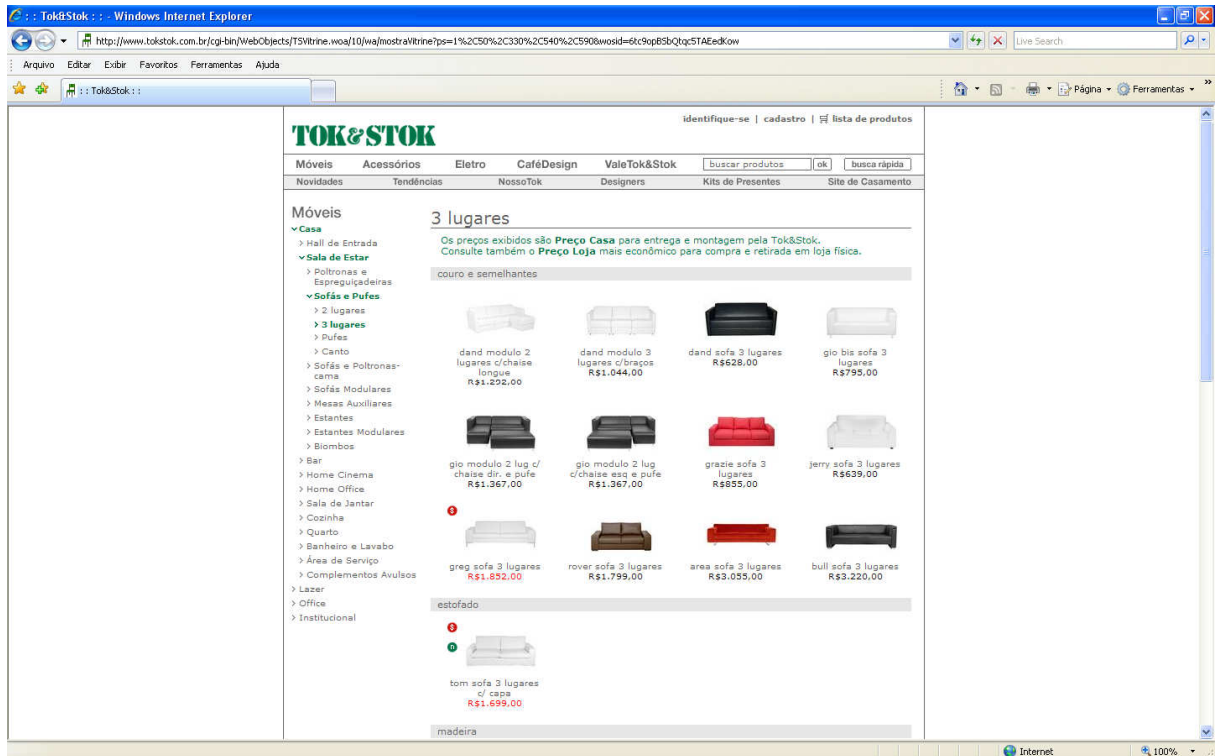 : : Tok&Stok : : - Windows Internet Explorer
http://www.tokstok.com.br/cgi-bin/WebObjects/TSVitrine.woa/10/wa/mostraVitrine?ps=1%2C50%2C330%2C540%2C590&wosid=6tc9opBSbQtqc5TAEedKow
Live Search
Arquivo Editar Exibir Favoritos Ferramentas Ajuda
: : Tok&Stok : :
Página
Ferramentas
identifique-se | cadastro | lista de produtos
TOK&STOK
Móveis Acessórios Eletro CaféDesign ValeTok&Stok buscar produtos ok busca rápida
Novidades Tendências NossoTok Designers Kits de Presentes Site de Casamento
Móveis
Casa
> Hall de Entrada
Sala de Estar
> Poltronas e
Espreguiçadeiras
Sofás e Pufes
> 2 lugares
> 3 lugares
> Pufes
> Canto
> Sofás e Poltronas-
cama
> Sofás Modulares
> Mesas Auxiliares
> Estantes
> Estantes Modulares
> Biombos
> Bar
> Home Cinema
> Home Office
> Sala de Jantar
> Cozinha
> Quarto
> Banheiro e Lavabo
> Área de Serviço
> Complementos Avulsos
> Lazer
> Office
> Institucional
3 lugares
Os preços exibidos são Preço Casa para entrega e montagem pela Tok&Stok.
Consulte também o Preço Loja mais econômico para compra e retirada em loja física.
couro e semelhantes
dand modulo 2
lugares c/chaise
longue
R$1.292,00
dand modulo 3
lugares c/braços
R$1.044,00
dand sofa 3 lugares
R$628,00
gio bis sofa 3
lugares
R$795,00
gio modulo 2 lug c/
chaise dir. e pufe
R$1.367,00
gio modulo 2 lug
c/chaise esq e pufe
R$1.367,00
grazie sofa 3
lugares
R$855,00
jerry sofa 3 lugares
R$639,00
$
greg sofa 3 lugares
R$1.852,00
rover sofa 3 lugares
R$1.799,00
area sofa 3 lugares
R$3.055,00
bull sofa 3 lugares
R$3.220,00
estofado
$
n
tom sofa 3 lugares
c/ capa
R$1.699,00
madeira
Internet
100%